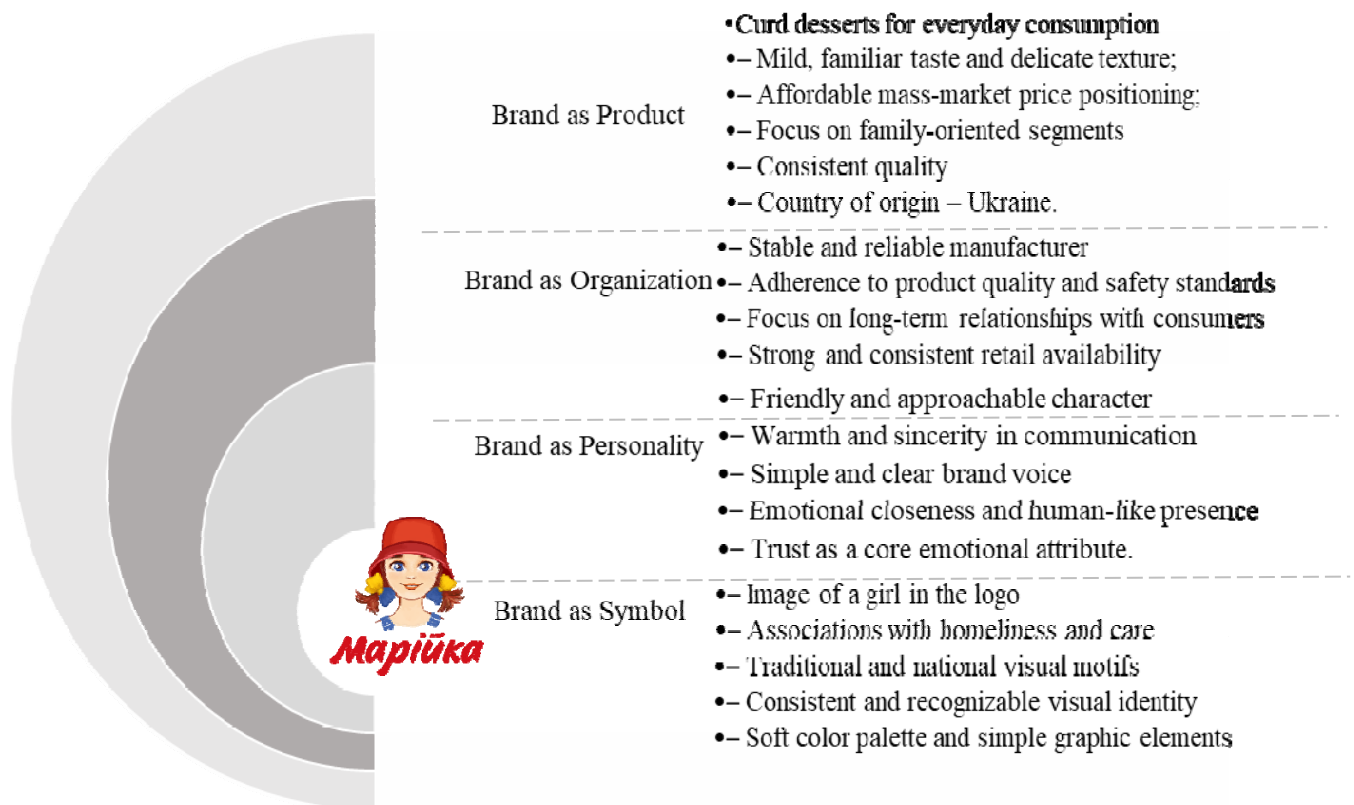 •Curd desserts for everyday consumption
•– Mild, familiar taste and delicate texture;
•– Affordable mass-market price positioning;
•– Focus on family-oriented segments
•– Consistent quality
•– Country of origin – Ukraine.
Brand as Product
•– Stable and reliable manufacturer
•– Adherence to product quality and safety standards
•– Focus on long-term relationships with consumers
•– Strong and consistent retail availability
Brand as Organization
•– Friendly and approachable character
•– Warmth and sincerity in communication
•– Simple and clear brand voice
•– Emotional closeness and human-like presence
•– Trust as a core emotional attribute.
Brand as Personality
•– Image of a girl in the logo
•– Associations with homeliness and care
•– Traditional and national visual motifs
•– Consistent and recognizable visual identity
•– Soft color palette and simple graphic elements
Brand as Symbol
Марійка